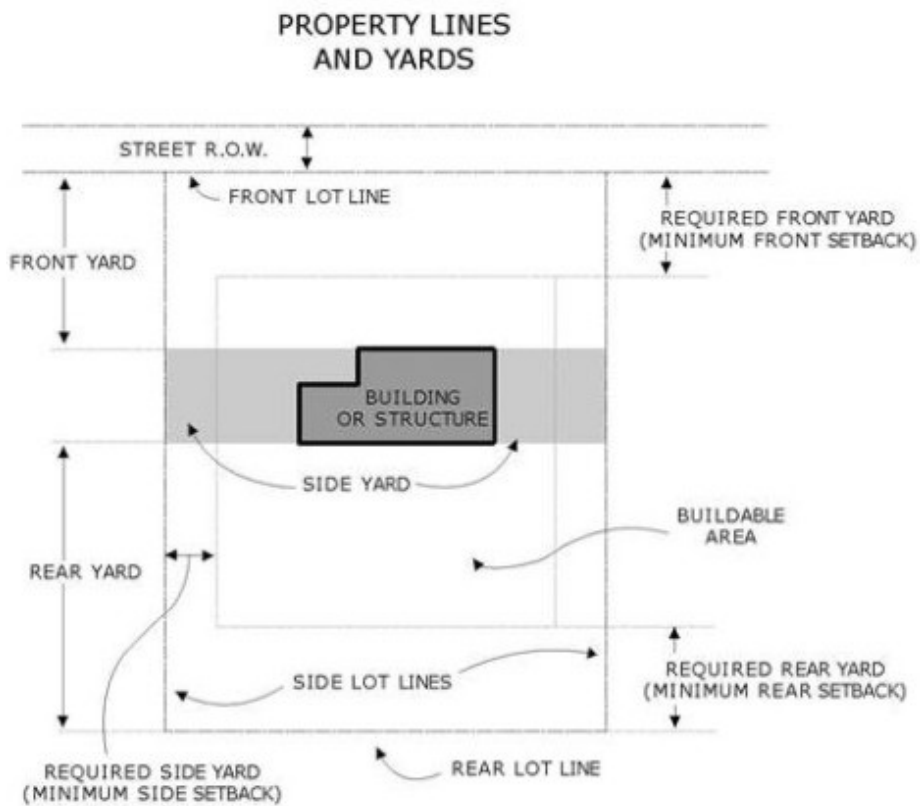 PROPERTY LINES
AND YARDS
STREET R.O.W.
FRONT LOT LINE
REQUIRED FRONT YARD
(MINIMUM FRONT SETBACK)
FRONT YARD
BUILDING
OR STRUCTURE
SIDE YARD
BUILDABLE
AREA
REAR YARD
SIDE LOT LINES
REQUIRED REAR YARD
(MINIMUM REAR SETBACK)
REQUIRED SIDE YARD
(MINIMUM SIDE SETBACK)
REAR LOT LINE